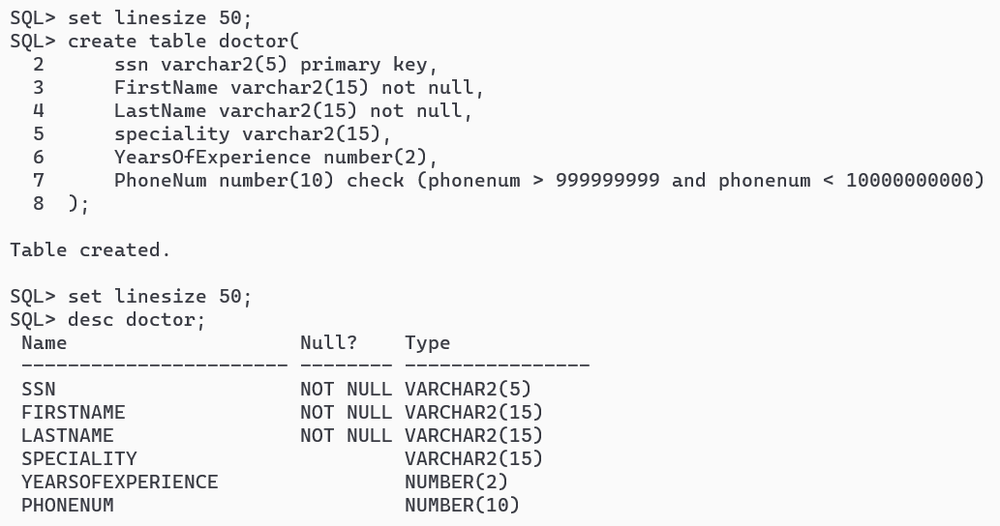 SQL> set linesize 50;
SQL> create table doctor(
  2      ssn varchar2(5) primary key,
  3      FirstName varchar2(15) not null,
  4      LastName varchar2(15) not null,
  5      speciality varchar2(15),
  6      YearsOfExperience number(2),
  7      PhoneNum number(10) check (phonenum > 999999999 and phonenum < 10000000000)
  8  );
Table created.
SQL> set linesize 50;
SQL> desc doctor;
 Name                    Null?    Type
 ----------------------- -------- ----------------
 SSN                     NOT NULL VARCHAR2(5)
 FIRSTNAME               NOT NULL VARCHAR2(15)
 LASTNAME                NOT NULL VARCHAR2(15)
 SPECIALITY                       VARCHAR2(15)
 YEARSOFEXPERIENCE                NUMBER(2)
 PHONENUM                         NUMBER(10)